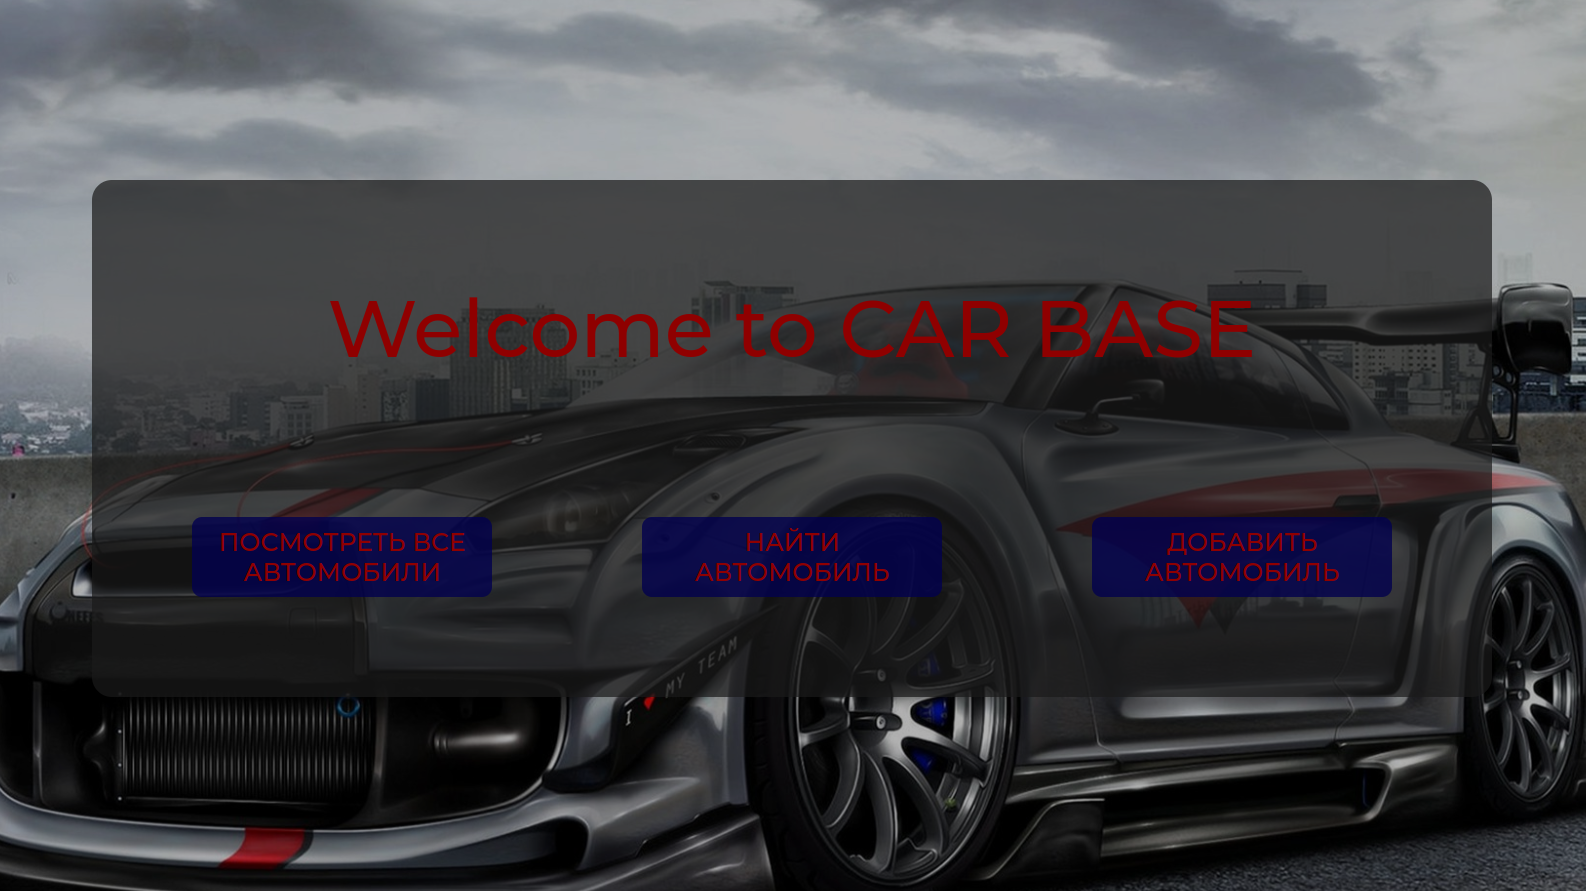 Welcome to CAR BASE
ПОСМОТРЕТЬ ВСЕ
АВТОМОБИЛИ
НАЙТИ
АВТОМОБИЛЬ
ДОБАВИТЬ
АВТОМОБИЛЬ
I ♥ MY TEAM